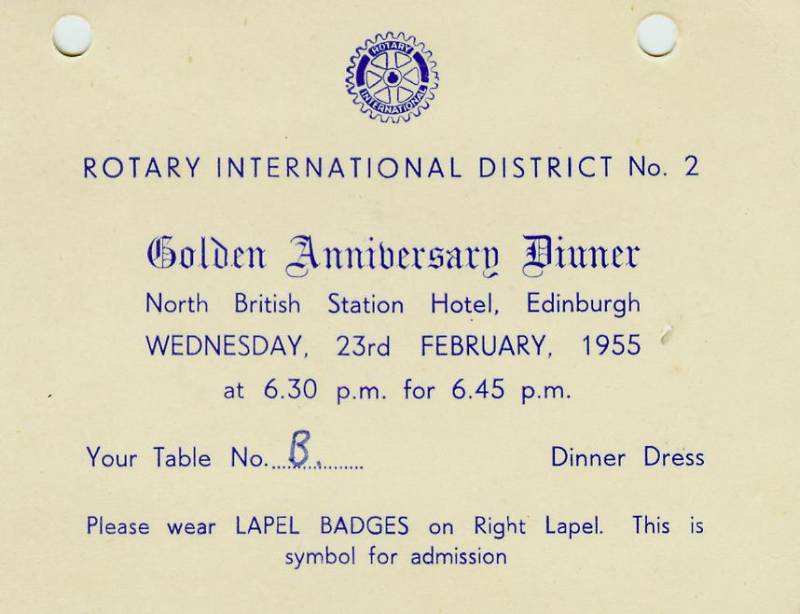 ROTARY
INTERNATIONAL
ROTARY INTERNATIONAL DISTRICT No. 2
Golden Anniversary Dinner
North British Station Hotel, Edinburgh
WEDNESDAY, 23rd FEBRUARY, 1955
at 6.30 p.m. for 6.45 p.m.
Your Table No. B. Dinner Dress
Please wear LAPEL BADGES on Right Lapel. This is
symbol for admission